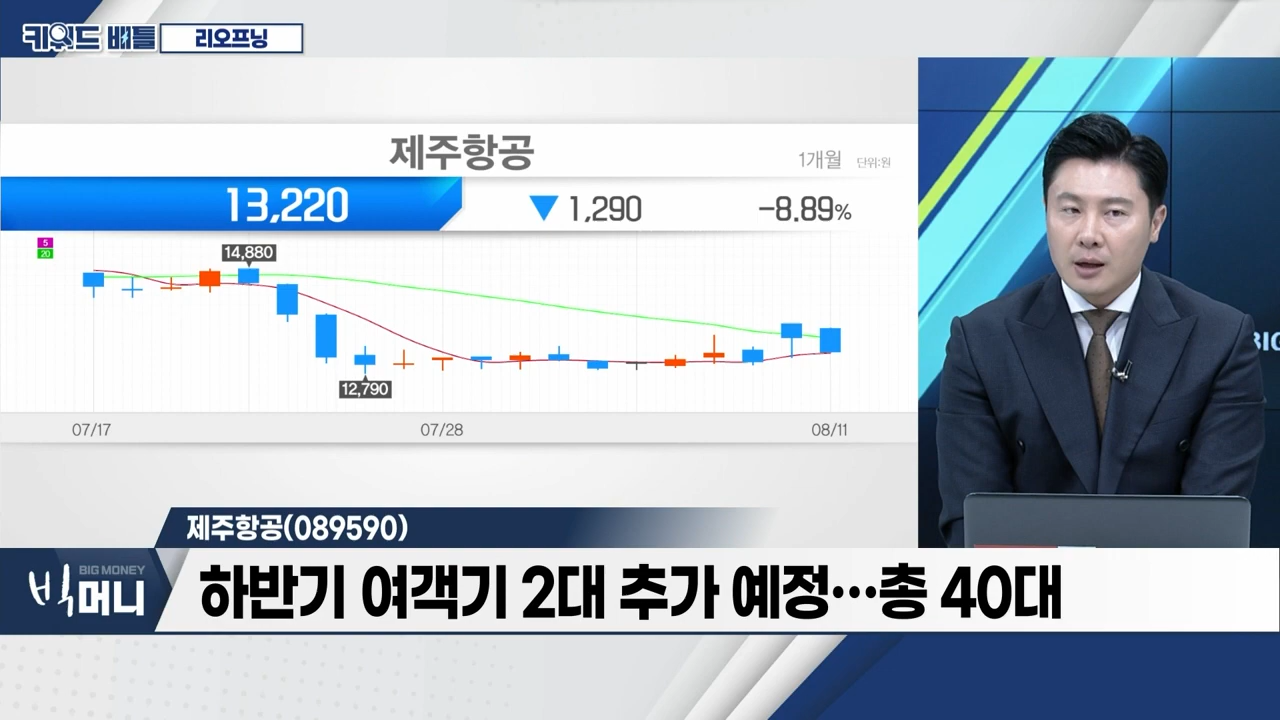 키워드 배틀 리오프닝
제주항공
1개월 단위:원
13,220 ▼ 1,290 -8.89%
5
20
14,880
12,790
07/17 07/28 08/11
BIG
제주항공(089590)
BIG MONEY
빅머니
하반기 여객기 2대 추가 예정…총 40대